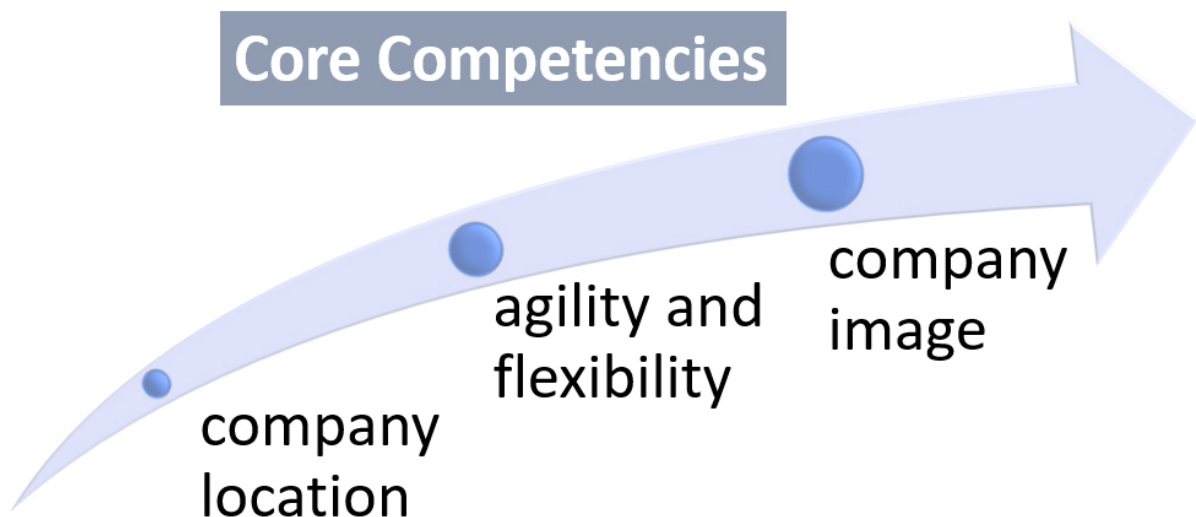 Core Competencies
company
location
agility and
flexibility
company
image